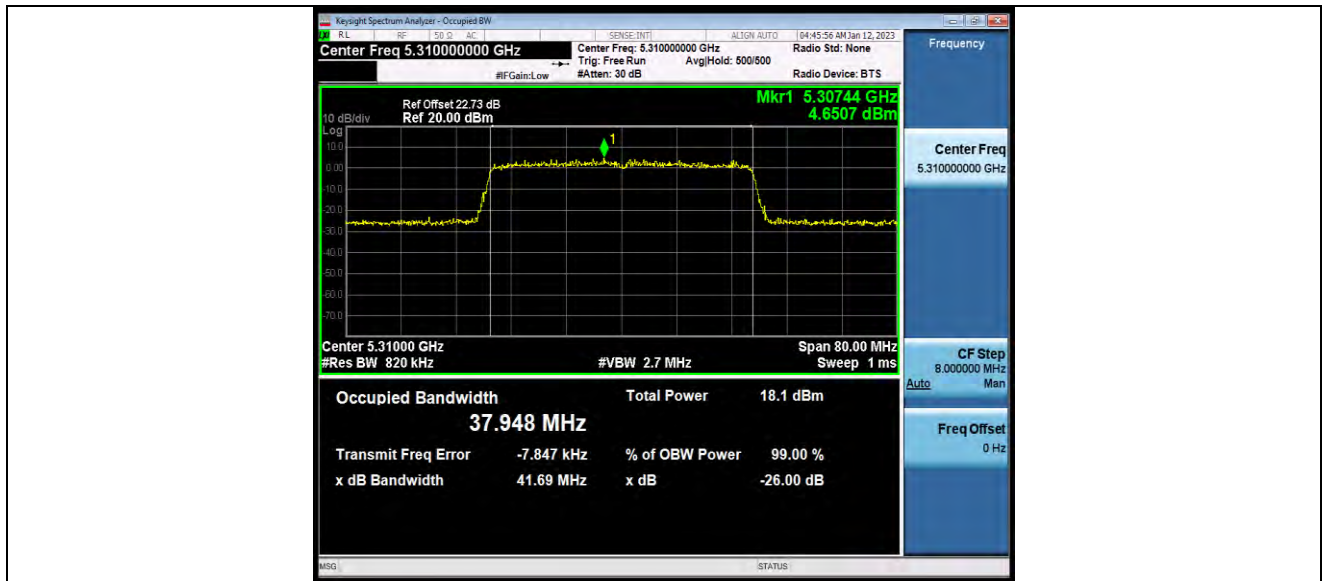 Keysight Spectrum Analyzer - Occupied BW
RL RF 50 Ω AC SENSE:INT ALIGN AUTO 04:45:56 AM Jan 12, 2023
Center Freq 5.310000000 GHz
Center Freq: 5.310000000 GHz Radio Std: None
Trig: Free Run Avg|Hold: 500/500
#IFGain:Low #Atten: 30 dB Radio Device: BTS
Frequency
Mkr1 5.30744 GHz
4.6507 dBm
Ref Offset 22.73 dB
10 dB/div Ref 20.00 dBm
Log
1
10.0
0.00
-10.0
-20.0
-30.0
-40.0
-50.0
-60.0
-70.0
Center Freq
5.310000000 GHz
Center 5.31000 GHz Span 80.00 MHz
#Res BW 820 kHz #VBW 2.7 MHz Sweep 1 ms
CF Step
8.000000 MHz
Auto Man
Occupied Bandwidth Total Power 18.1 dBm
37.948 MHz
Freq Offset
0 Hz
Transmit Freq Error -7.847 kHz % of OBW Power 99.00 %
x dB Bandwidth 41.69 MHz x dB -26.00 dB
MSG STATUS